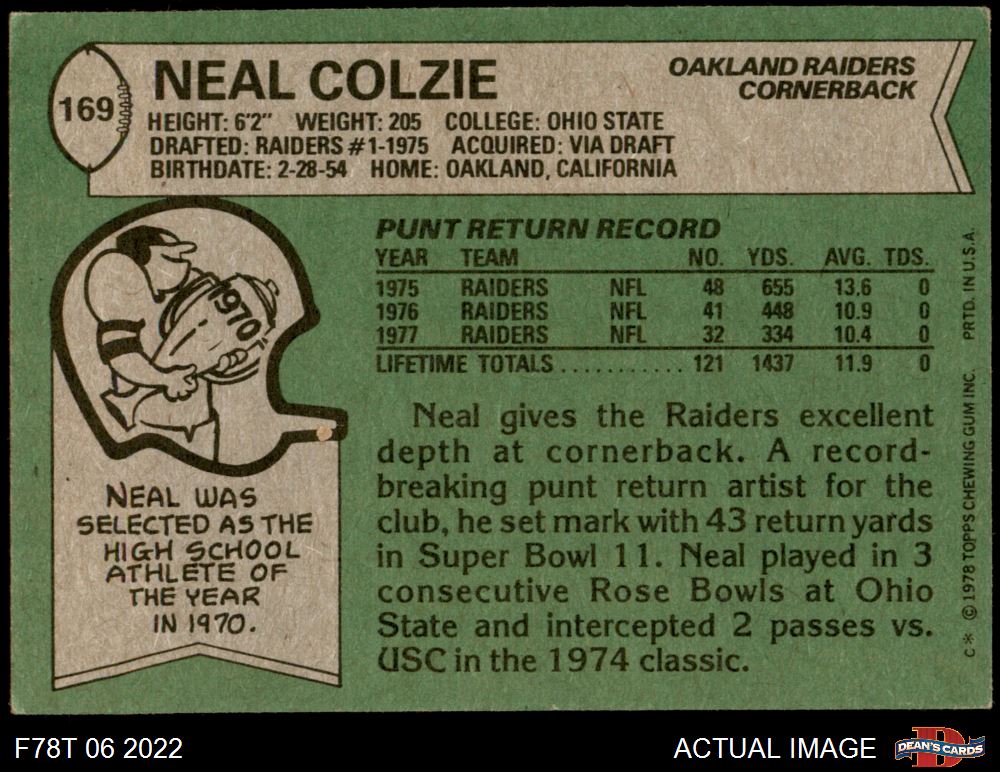 169
NEAL COLZIE
OAKLAND RAIDERS
CORNERBACK
HEIGHT: 6'2" WEIGHT: 205 COLLEGE: OHIO STATE
DRAFTED: RAIDERS #1-1975 ACQUIRED: VIA DRAFT
BIRTHDATE: 2-28-54 HOME: OAKLAND, CALIFORNIA
1970
NEAL WAS
SELECTED AS THE
HIGH SCHOOL
ATHLETE OF
THE YEAR
IN 1970.
PUNT RETURN RECORD
YEAR TEAM NO. YDS. AVG. TDS.
1975 RAIDERS NFL 48 655 13.6 0
1976 RAIDERS NFL 41 448 10.9 0
1977 RAIDERS NFL 32 334 10.4 0
LIFETIME TOTALS ........... 121 1437 11.9 0
Neal gives the Raiders excellent
depth at cornerback. A record-
breaking punt return artist for the
club, he set mark with 43 return yards
in Super Bowl 11. Neal played in 3
consecutive Rose Bowls at Ohio
State and intercepted 2 passes vs.
USC in the 1974 classic.
C* © 1978 TOPPS CHEWING GUM INC. PRTD. IN U.S.A.
F78T 06 2022
ACTUAL IMAGE
D
DEAN'S CARDS